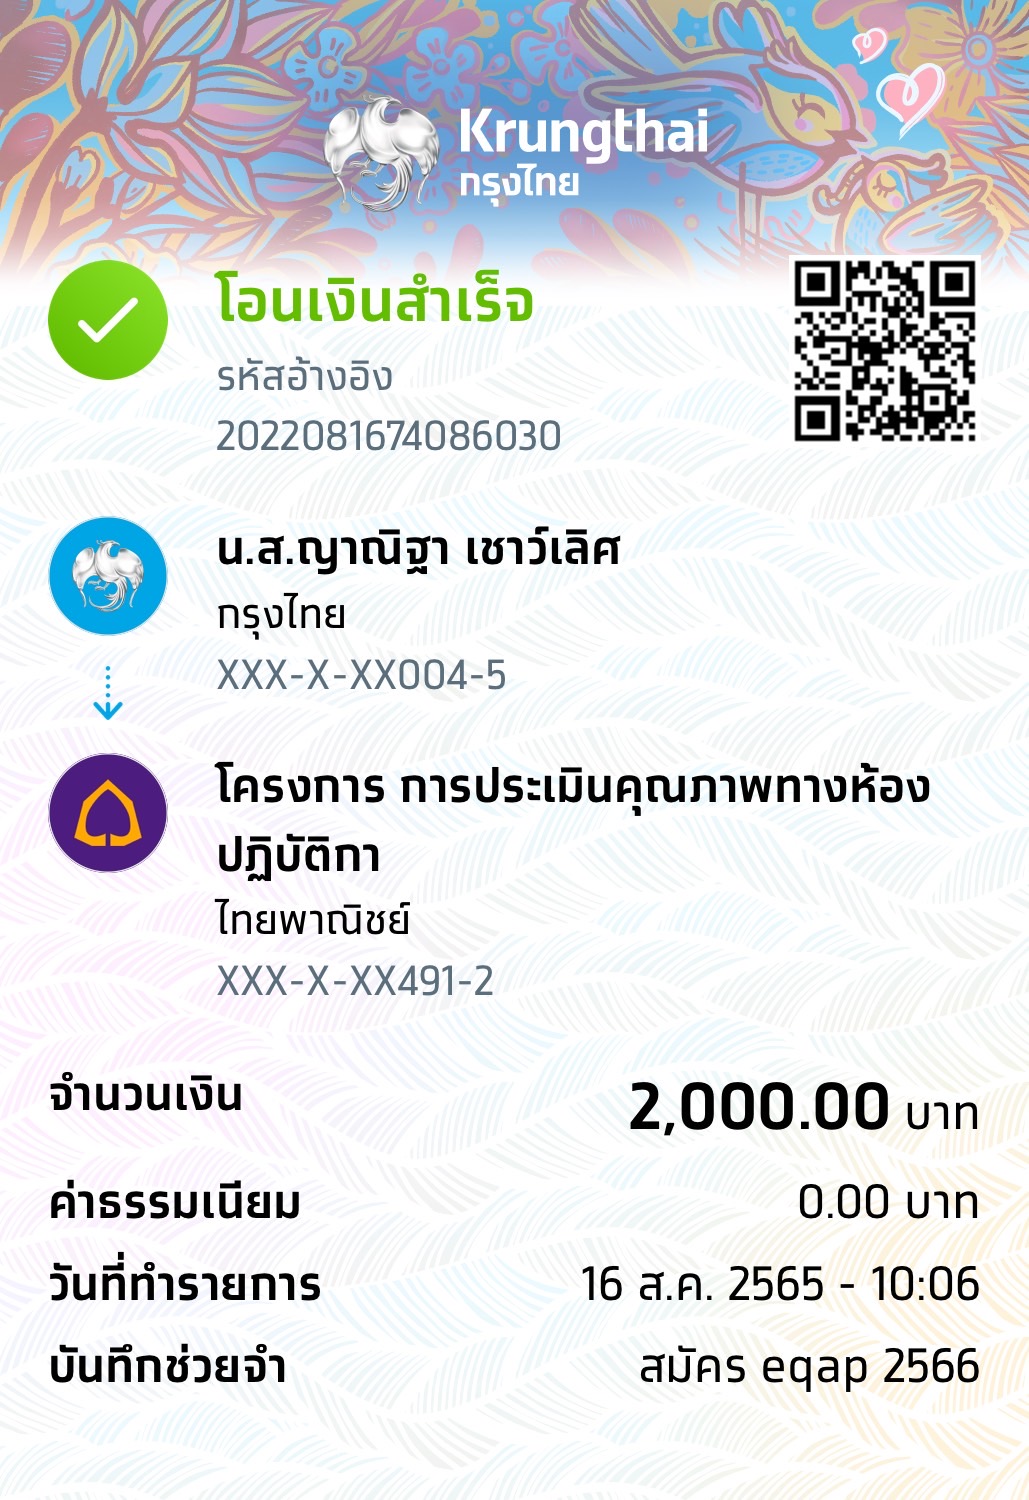 Krungthai
กรุงไทย
โอนเงินสำเร็จ
รหัสอ้างอิง
2022081674086030
น.ส.ญาณิฐา เชาว์เลิศ
กรุงไทย
XXX-X-XX004-5
โครงการ การประเมินคุณภาพทางห้อง
ปฏิบัติกา
ไทยพาณิชย์
XXX-X-XX491-2
จำนวนเงิน 2,000.00 บาท
ค่าธรรมเนียม 0.00 บาท
วันที่ทำรายการ 16 ส.ค. 2565 - 10:06
บันทึกช่วยจำ สมัคร eqap 2566